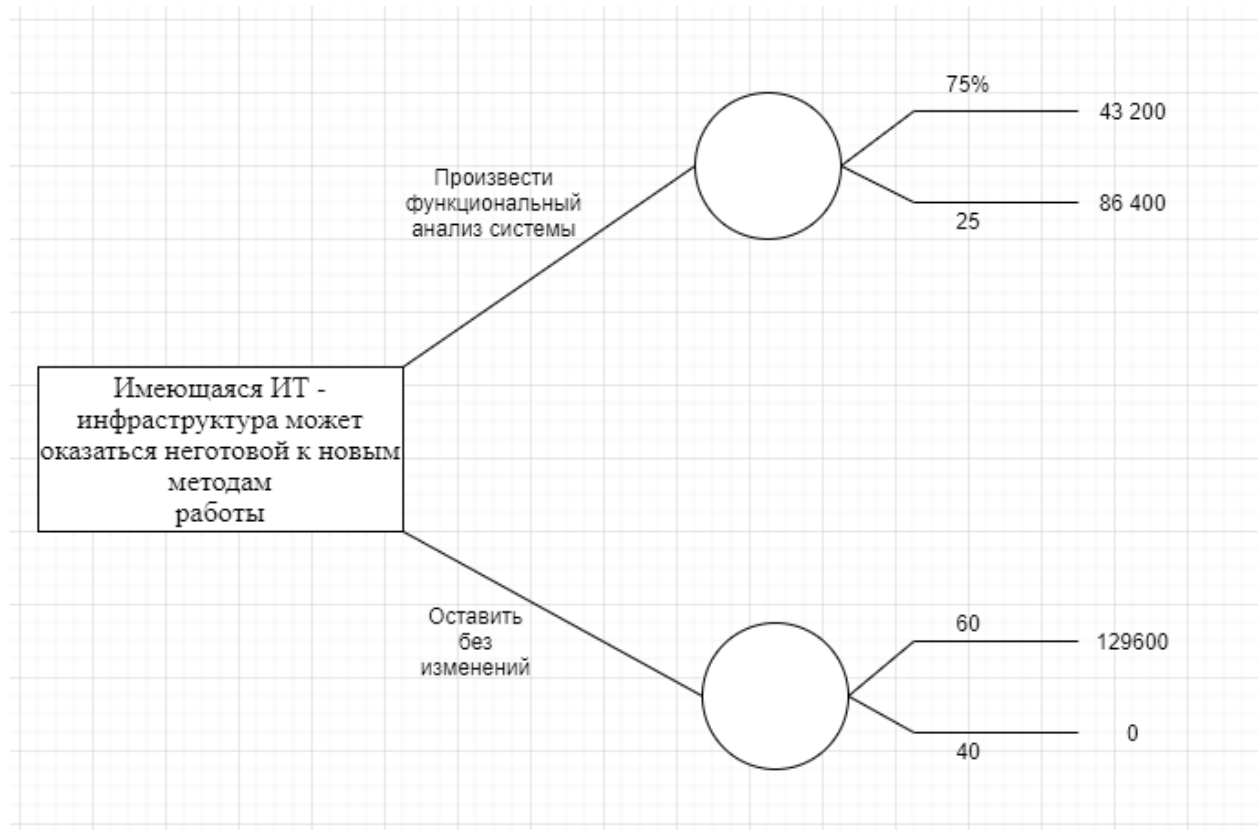 75%
43 200
Произвести
функциональный
анализ системы
86 400
25
Имеющаяся ИТ -
инфраструктура может
оказаться неготовой к новым
методам
работы
Оставить
без
изменений
60
129600
0
40